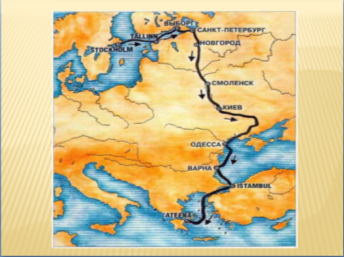 ВЫБОРГ
САНКТ-ПЕТЕРБУРГ
TALLINN
STOCKHOLM
НОВГОРОД
СМОЛЕНСК
КИЕВ
ОДЕССА
ВАРНА
ISTAMBUL
ATEENA